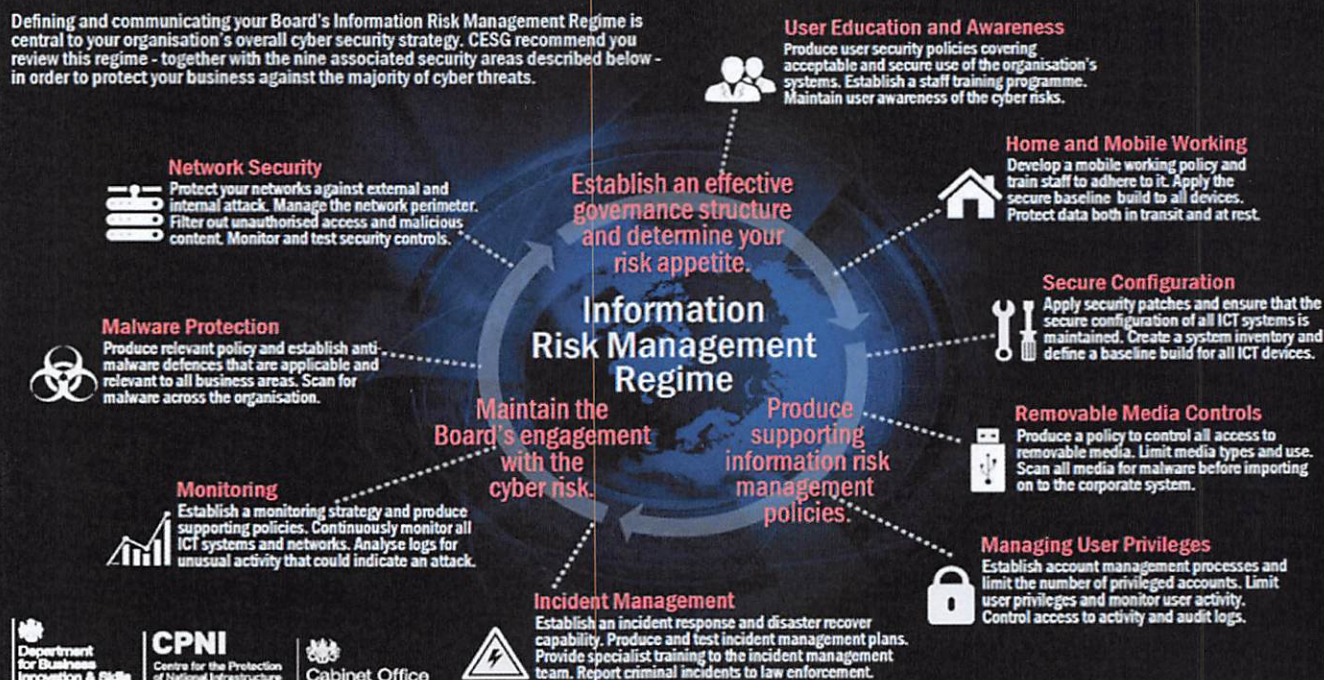 Defining and communicating your Board's Information Risk Management Regime is
central to your organisation's overall cyber security strategy. CESG recommend you
review this regime - together with the nine associated security areas described below -
in order to protect your business against the majority of cyber threats.
User Education and Awareness
Produce user security policies covering
acceptable and secure use of the organisation's
systems. Establish a staff training programme.
Maintain user awareness of the cyber risks.
Home and Mobile Working
Develop a mobile working policy and
train staff to adhere to it. Apply the
secure baseline build to all devices.
Protect data both in transit and at rest.
Network Security
Protect your networks against external and
internal attack. Manage the network perimeter.
Filter out unauthorised access and malicious
content. Monitor and test security controls.
Establish an effective
governance structure
and determine your
risk appetite.
Information
Risk Management
Regime
Secure Configuration
Apply security patches and ensure that the
secure configuration of all ICT systems is
maintained. Create a system inventory and
define a baseline build for all ICT devices.
Malware Protection
Produce relevant policy and establish anti-
malware defences that are applicable and
relevant to all business areas. Scan for
malware across the organisation.
Maintain the
Board's engagement
with the
cyber risk.
Produce
supporting
information risk
management
policies.
Removable Media Controls
Produce a policy to control all access to
removable media. Limit media types and use.
Scan all media for malware before importing
on to the corporate system.
Monitoring
Establish a monitoring strategy and produce
supporting policies. Continuously monitor all
ICT systems and networks. Analyse logs for
unusual activity that could indicate an attack.
Managing User Privileges
Establish account management processes and
limit the number of privileged accounts. Limit
user privileges and monitor user activity.
Control access to activity and audit logs.
Incident Management
Establish an incident response and disaster recover
capability. Produce and test incident management plans.
Provide specialist training to the incident management
team. Report criminal incidents to law enforcement.
Department
for Business
Innovation & Skills
CPNI
Centre for the Protection
of National Infrastructure
Cabinet Office